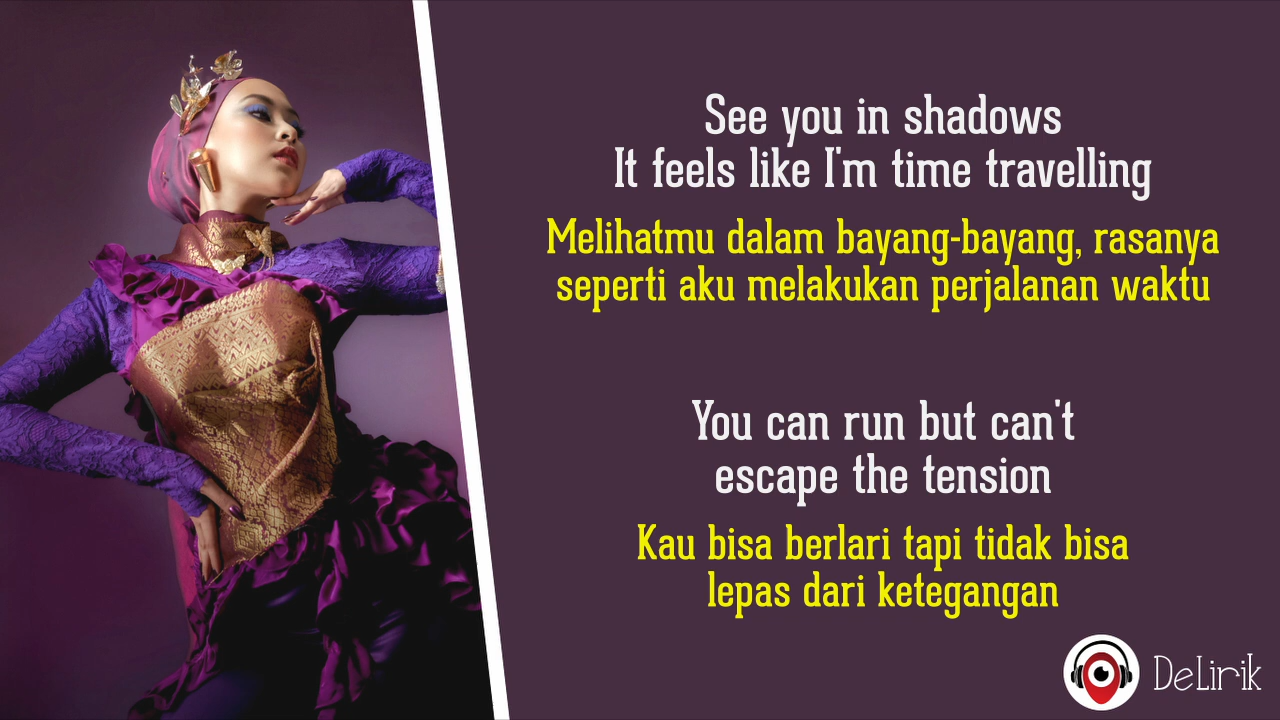 See you in shadows
It feels like I'm time travelling
Melihatmu dalam bayang-bayang, rasanya
seperti aku melakukan perjalanan waktu
You can run but can't
escape the tension
Kau bisa berlari tapi tidak bisa
lepas dari ketegangan
DeLirik